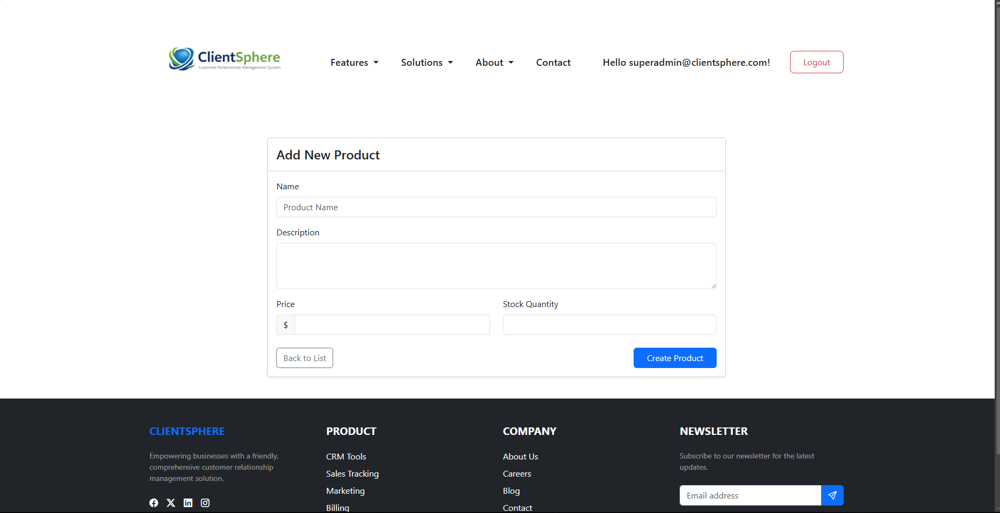 ClientSphere
Customer Relationship Management System
Features
Solutions
About
Contact
Hello superadmin@clientsphere.com!
Logout
Add New Product
Name
Product Name
Description
Price
Stock Quantity
$
Back to List
Create Product
CLIENTSPHERE
Empowering businesses with a friendly,
comprehensive customer relationship
management solution.
PRODUCT
CRM Tools
Sales Tracking
Marketing
Billing
COMPANY
About Us
Careers
Blog
Contact
NEWSLETTER
Subscribe to our newsletter for the latest
updates.
Email address